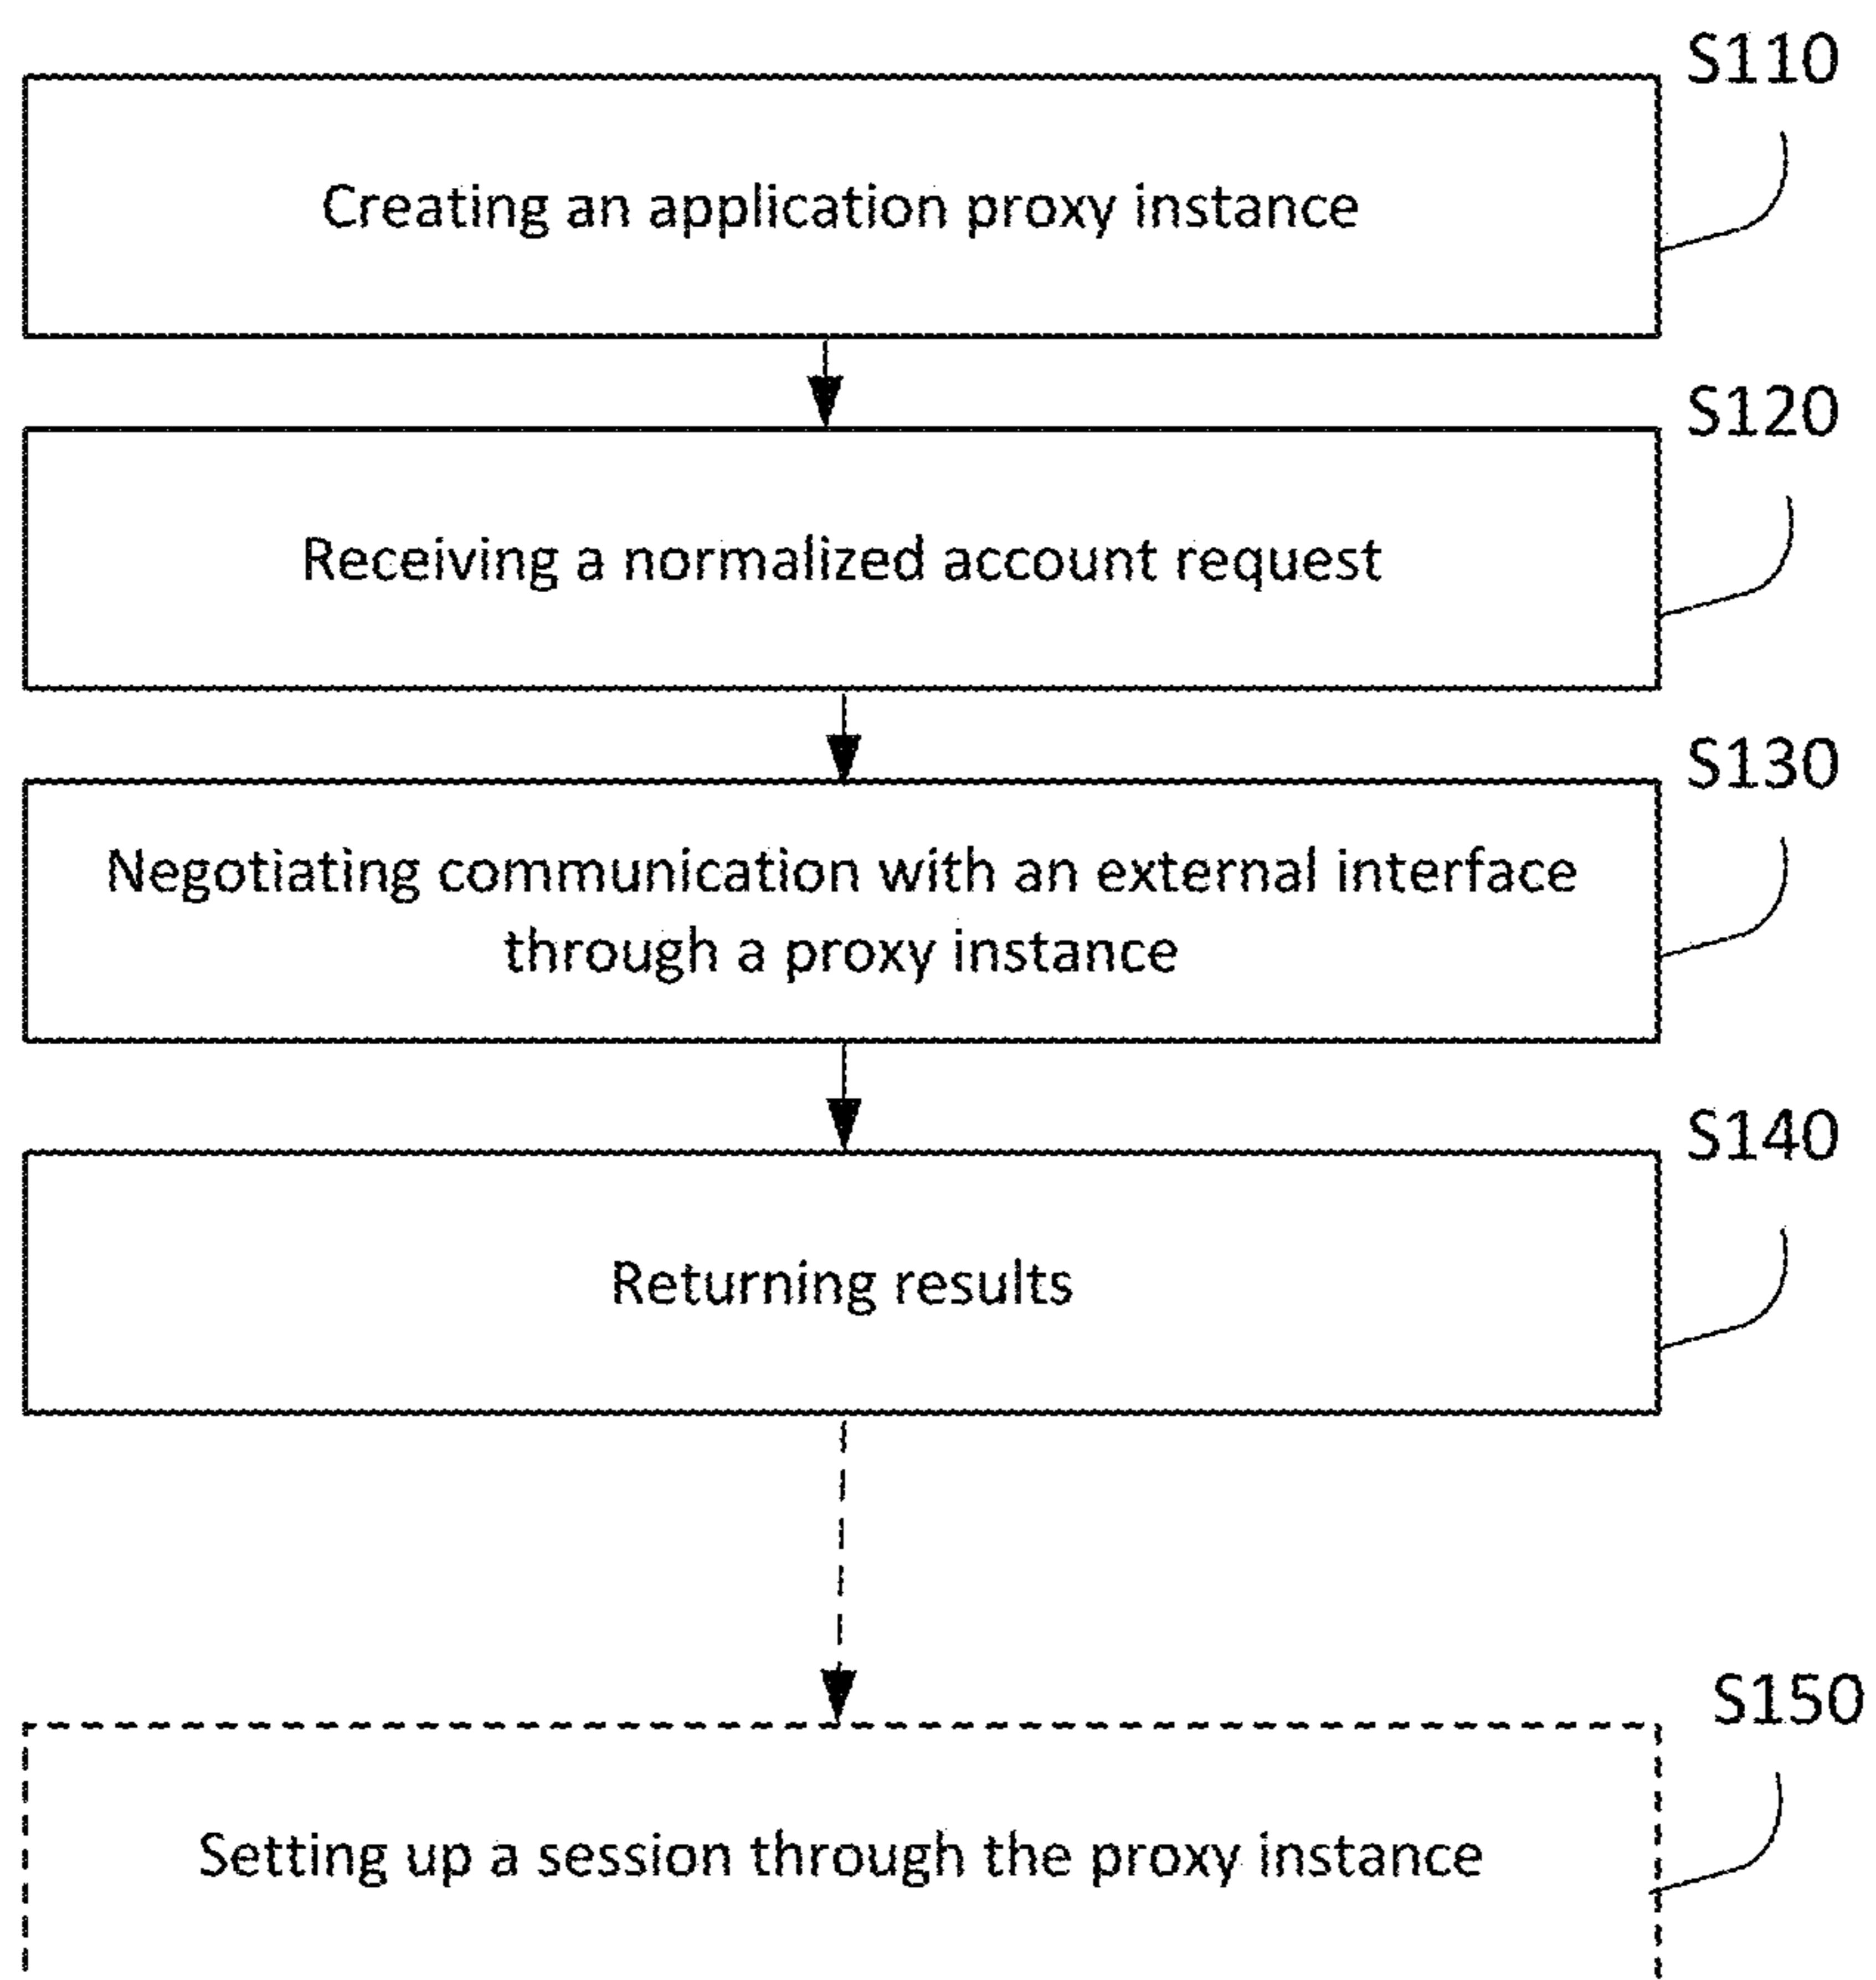 S110
Creating an application proxy instance
S120
Receiving a normalized account request
S130
Negotiating communication with an external interface
through a proxy instance
S140
Returning results
S150
Setting up a session through the proxy instance